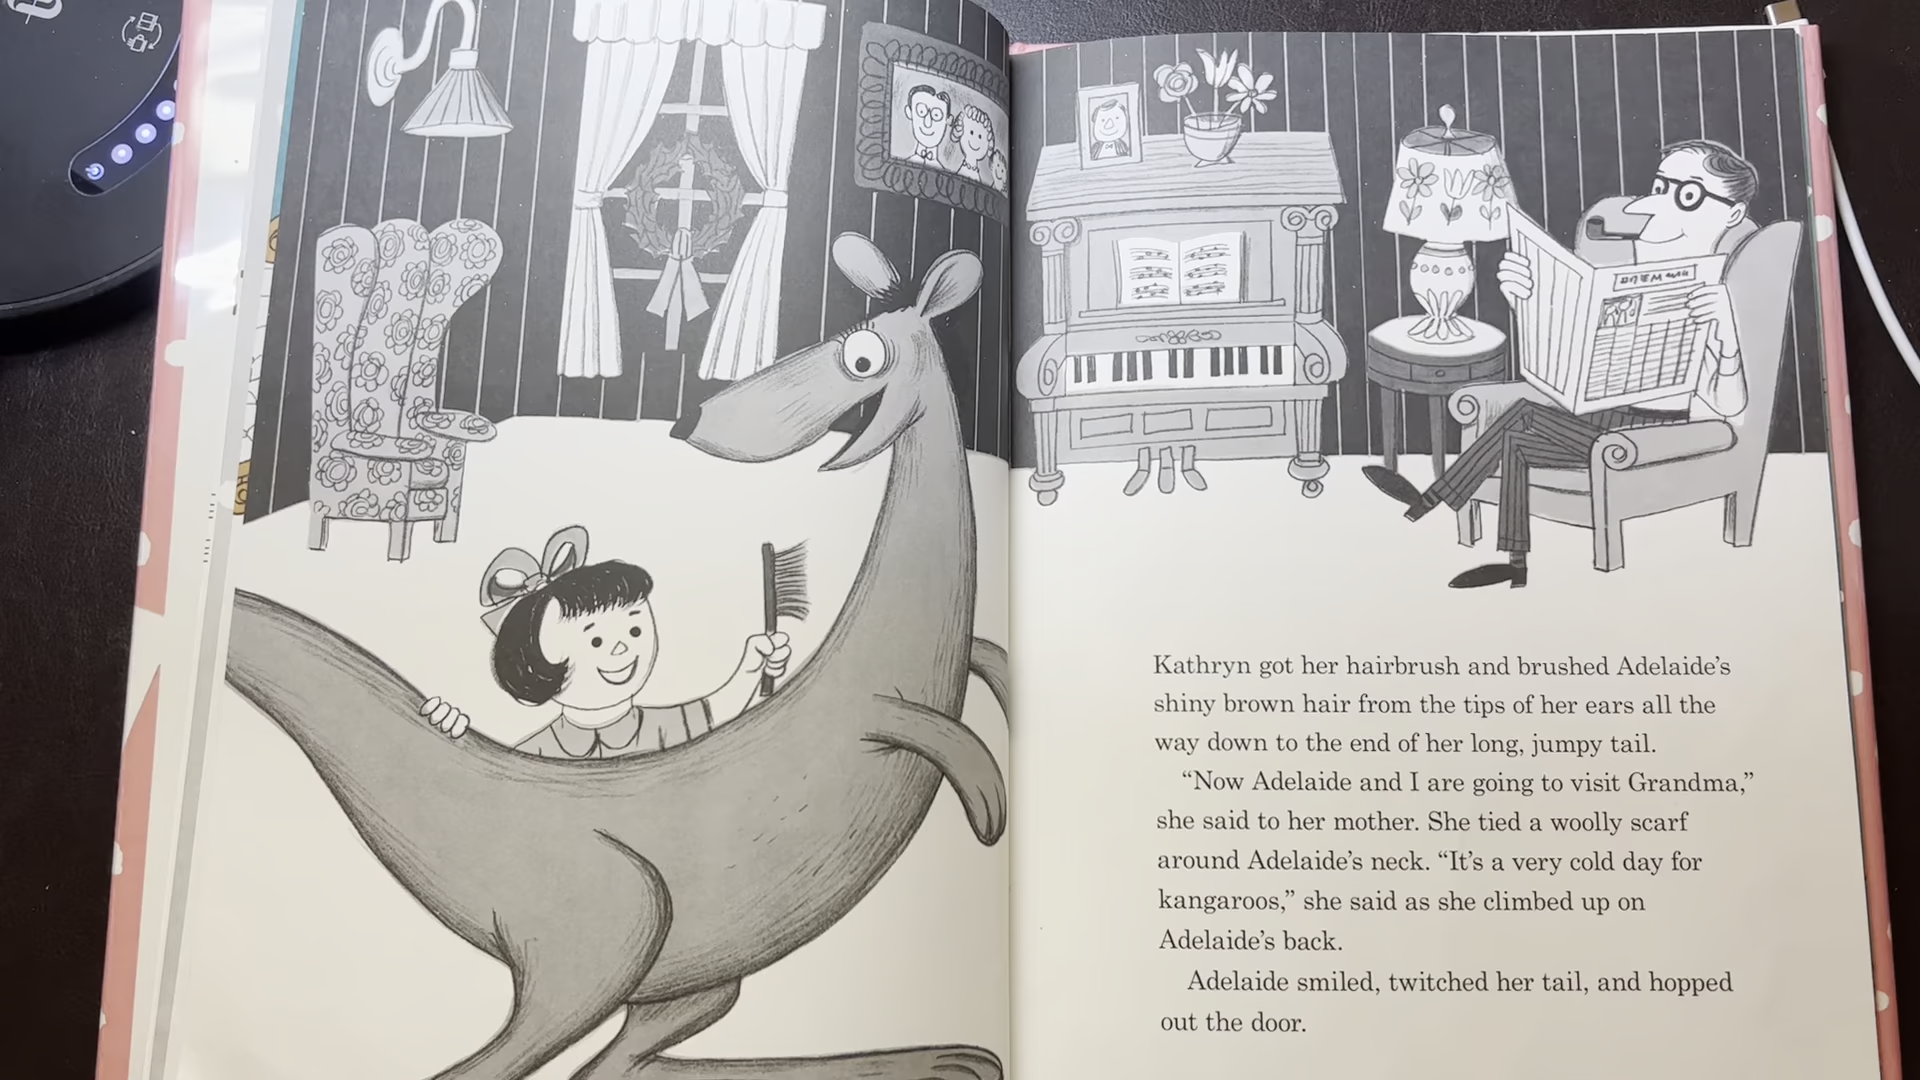 Kathryn got her hairbrush and brushed Adelaide’s
shiny brown hair from the tips of her ears all the
way down to the end of her long, jumpy tail.
“Now Adelaide and I are going to visit Grandma,”
she said to her mother. She tied a woolly scarf
around Adelaide’s neck. “It’s a very cold day for
kangaroos,” she said as she climbed up on
Adelaide’s back.
Adelaide smiled, twitched her tail, and hopped
out the door.